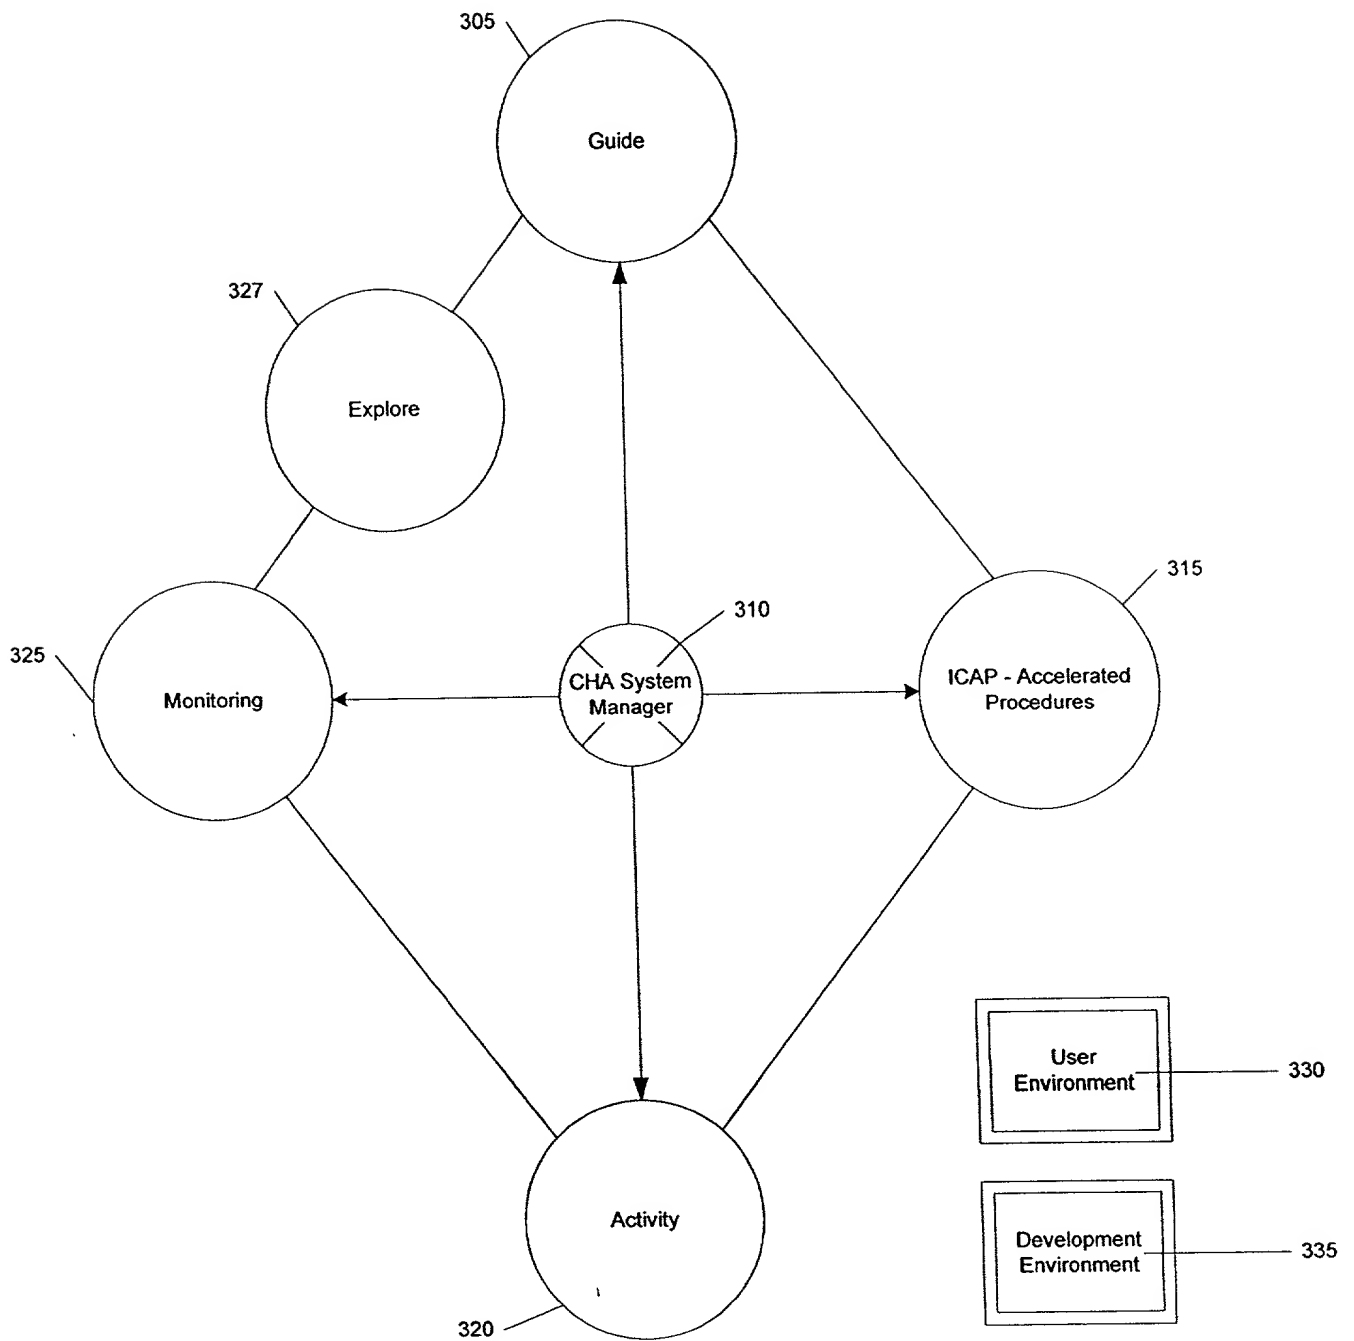 305
Guide
327
Explore
315
310
325
Monitoring
CHA System
Manager
ICAP - Accelerated
Procedures
User
Environment
330
Activity
Development
Environment
335
320